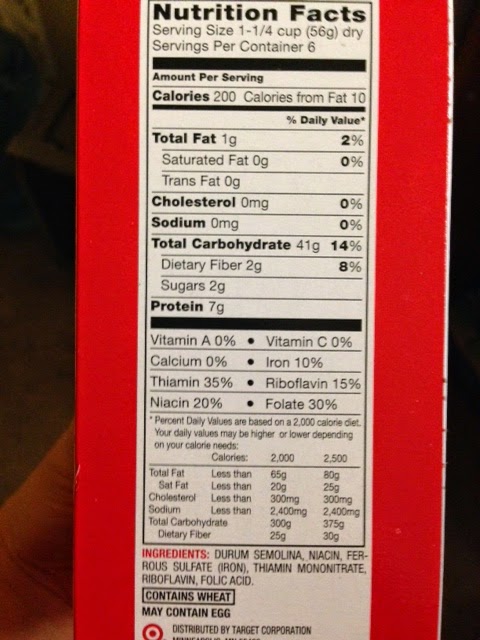 Nutrition Facts
Serving Size 1-1/4 cup (56g) dry
Servings Per Container 6
Amount Per Serving
Calories 200 Calories from Fat 10
% Daily Value*
Total Fat 1g 2%
Saturated Fat 0g 0%
Trans Fat 0g
Cholesterol 0mg 0%
Sodium 0mg 0%
Total Carbohydrate 41g 14%
Dietary Fiber 2g 8%
Sugars 2g
Protein 7g
Vitamin A 0% • Vitamin C 0%
Calcium 0% • Iron 10%
Thiamin 35% • Riboflavin 15%
Niacin 20% • Folate 30%
* Percent Daily Values are based on a 2,000 calorie diet.
Your daily values may be higher or lower depending
on your calorie needs:
Calories: 2,000 2,500
Total Fat Less than 65g 80g
Sat Fat Less than 20g 25g
Cholesterol Less than 300mg 300mg
Sodium Less than 2,400mg 2,400mg
Total Carbohydrate 300g 375g
Dietary Fiber 25g 30g
INGREDIENTS: DURUM SEMOLINA, NIACIN, FER-
ROUS SULFATE (IRON), THIAMIN MONONITRATE,
RIBOFLAVIN, FOLIC ACID.
CONTAINS WHEAT
MAY CONTAIN EGG
DISTRIBUTED BY TARGET CORPORATION